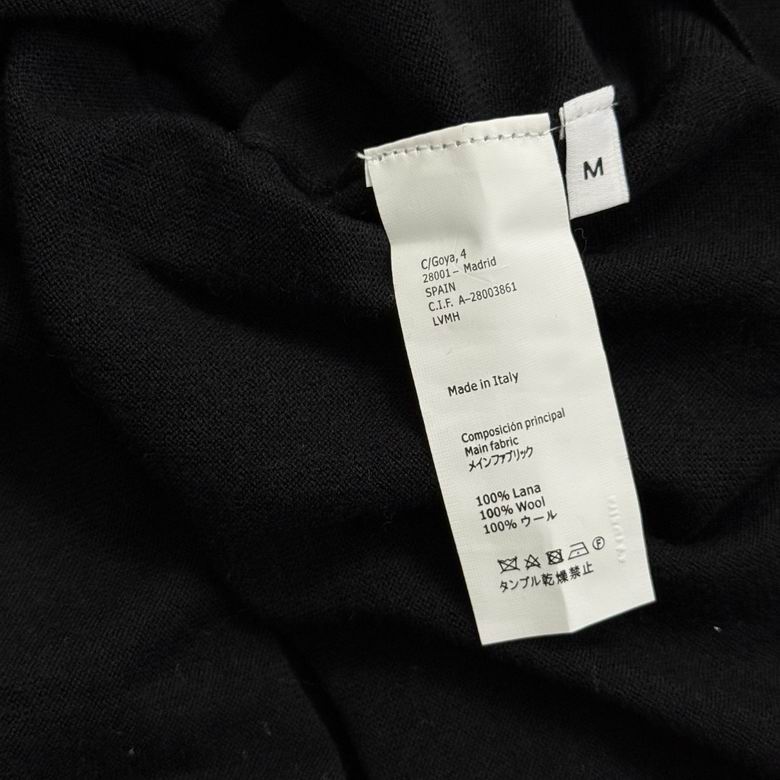 M
C/Goya, 4
28001– Madrid
SPAIN
C.I.F. A–28003861
LVMH
Made in Italy
Composición principal
Main fabric
メインファブリック
100% Lana
100% Wool
100% ウール
F
タンブル乾燥禁止